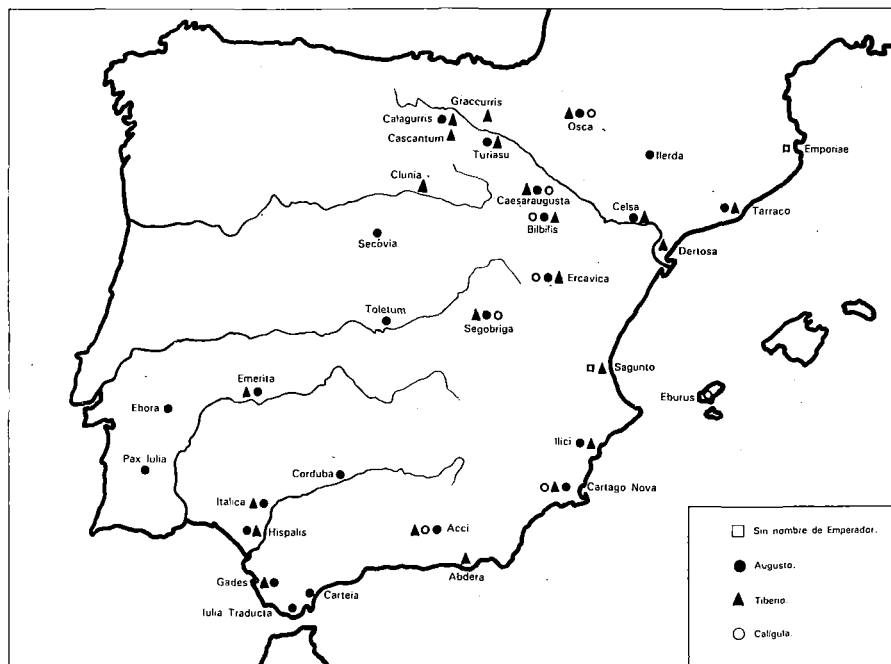 Graccurris
Calagurris
Osca
Cascantum
Turiasu
Emporiae
Ilerda
Clunia
Caesaraugusta
Celsa
Tarraco
Bilbilis
Secovia
Dertosa
Ercavica
Toletum
Segobriga
Sagunto
Emerita
Eburus
Ebora
Ilici
Pax Iulia
Corduba
Cartago Nova
Italica
Hispalis
Acci
Abdera
Gades
Carteia
Iulia Traducta
Sin nombre de Emperador.
Augusto.
Tiberio.
Calígula.